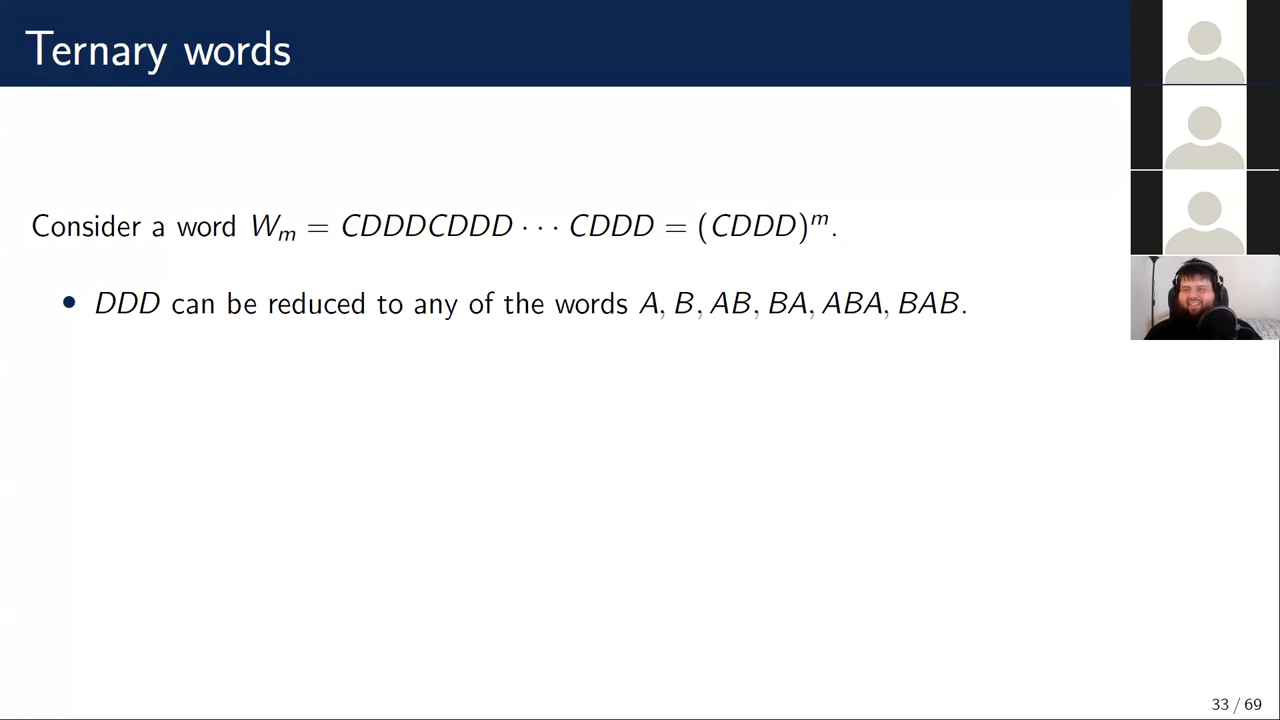 Ternary words
Consider a word Wₘ = CDDDCDDD ⋯ CDDD = (CDDD)ᵐ.
• DDD can be reduced to any of the words A, B, AB, BA, ABA, BAB.
33 / 69